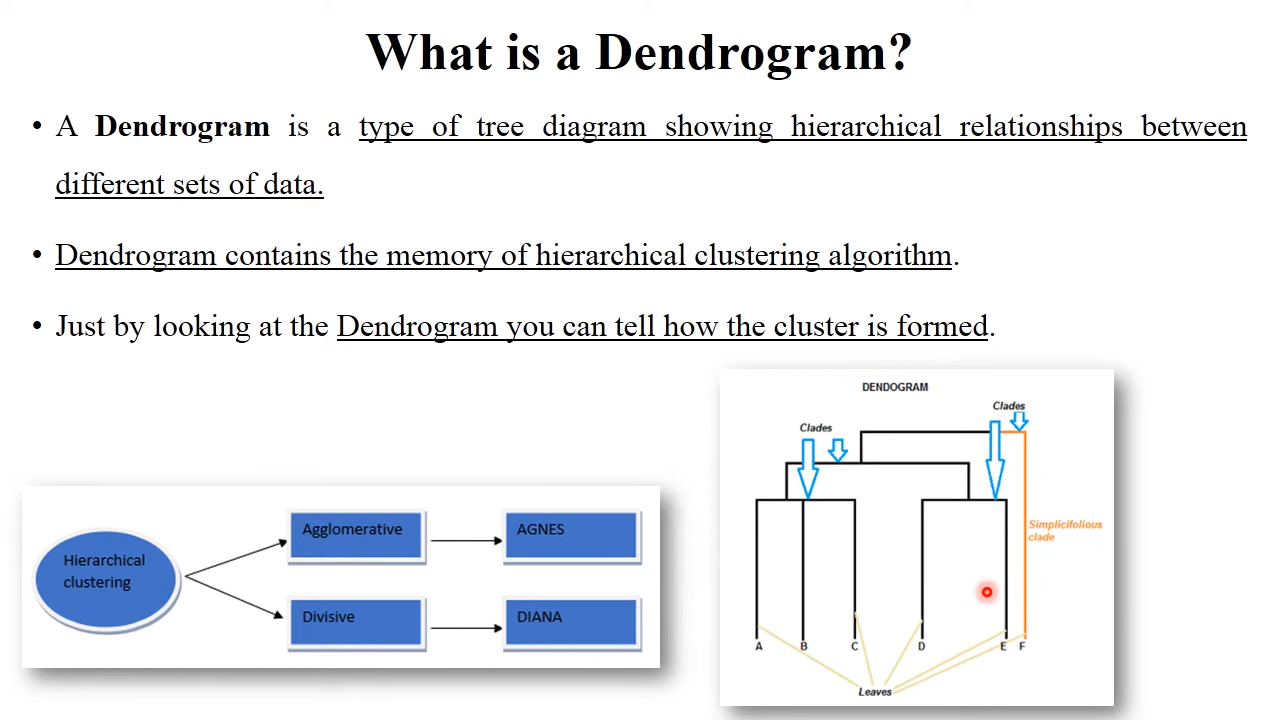 What is a Dendrogram?
• A Dendrogram is a type of tree diagram showing hierarchical relationships between
different sets of data.
• Dendrogram contains the memory of hierarchical clustering algorithm.
• Just by looking at the Dendrogram you can tell how the cluster is formed.
Hierarchical
clustering
Agglomerative
AGNES
Divisive
DIANA
DENDOGRAM
Clades
Clades
Simplicifolious
clade
A B C D E F
Leaves